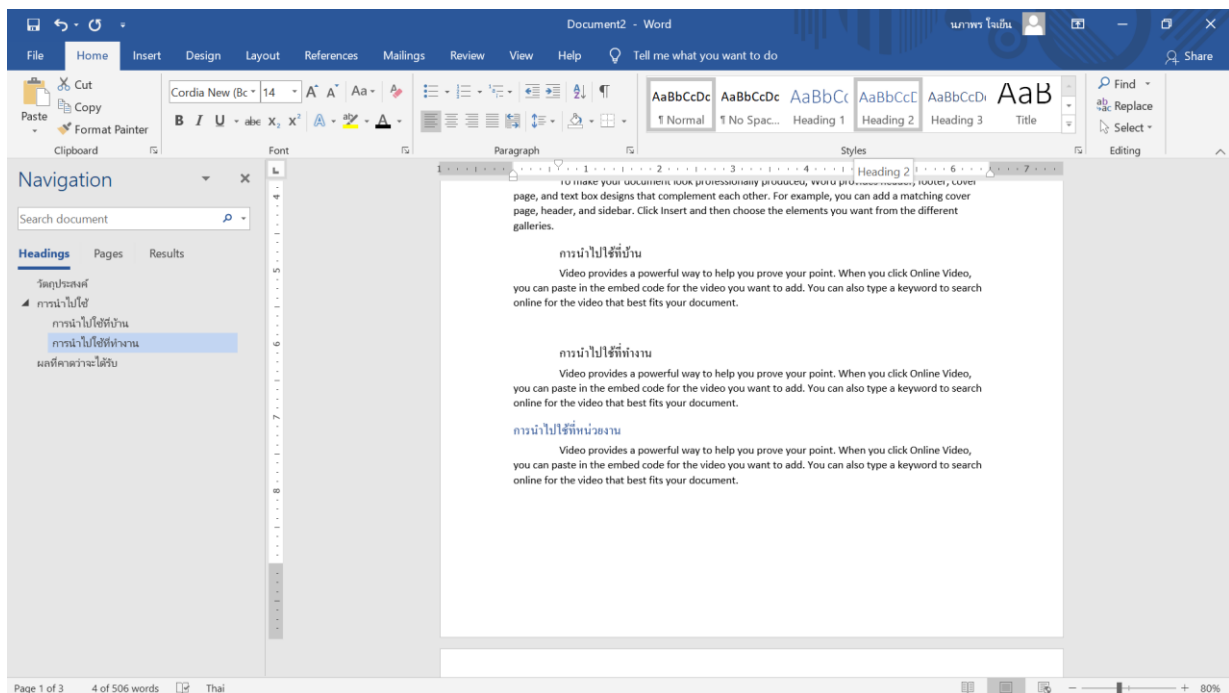 Document2 - Word
นภาพร ใจเย็น
File Home Insert Design Layout References Mailings Review View Help Tell me what you want to do Share
Cut
Copy
Paste
Format Painter
Clipboard
Cordia New (Bc 14
Font
Paragraph
AaBbCcDc AaBbCcDc AaBbCc AaBbCcE AaBbCcD AaB
¶ Normal ¶ No Spac... Heading 1 Heading 2 Heading 3 Title
Styles
Find
Replace
Select
Editing
Heading 2
Navigation
Search document
Headings Pages Results
วัตถุประสงค์
การนำไปใช้
การนำไปใช้ที่บ้าน
การนำไปใช้ที่ทำงาน
ผลที่คาดว่าจะได้รับ
To make your document look professionally produced, Word provides header, footer, cover
page, and text box designs that complement each other. For example, you can add a matching cover
page, header, and sidebar. Click Insert and then choose the elements you want from the different
galleries.
การนำไปใช้ที่บ้าน
Video provides a powerful way to help you prove your point. When you click Online Video,
you can paste in the embed code for the video you want to add. You can also type a keyword to search
online for the video that best fits your document.
การนำไปใช้ที่ทำงาน
Video provides a powerful way to help you prove your point. When you click Online Video,
you can paste in the embed code for the video you want to add. You can also type a keyword to search
online for the video that best fits your document.
การนำไปใช้ที่หน่วยงาน
Video provides a powerful way to help you prove your point. When you click Online Video,
you can paste in the embed code for the video you want to add. You can also type a keyword to search
online for the video that best fits your document.
Page 1 of 3 4 of 506 words Thai 80%